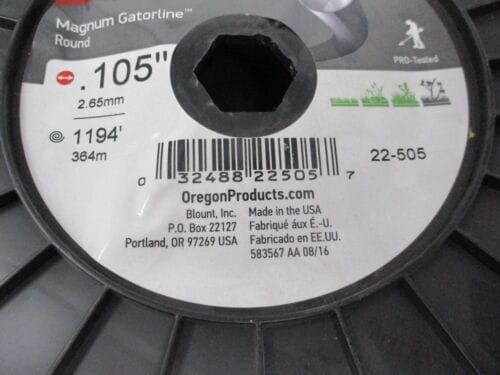 Magnum Gatorline™
Round
PRO-Tested
.105"
2.65mm
1194'
364m
0 32488 22505 7
22-505
OregonProducts.com
Blount, Inc. Made in the USA
P.O. Box 22127 Fabriqué áux É.-U.
Portland, OR 97269 USA Fabricado en EE.UU.
583567 AA 08/16